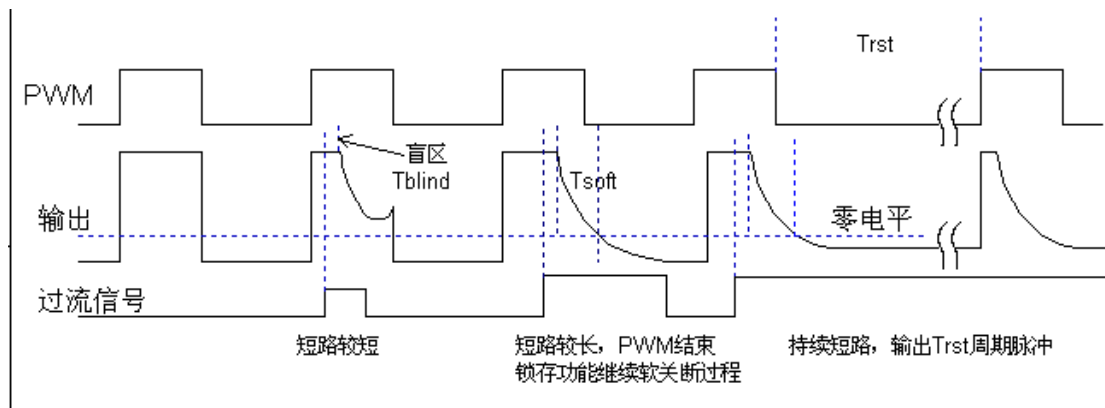 Trst
PWM
盲区
Tblind
Tsoft
输出
零电平
过流信号
短路较短
短路较长，PWM结束
锁存功能继续软关断过程
持续短路，输出Trst周期脉冲